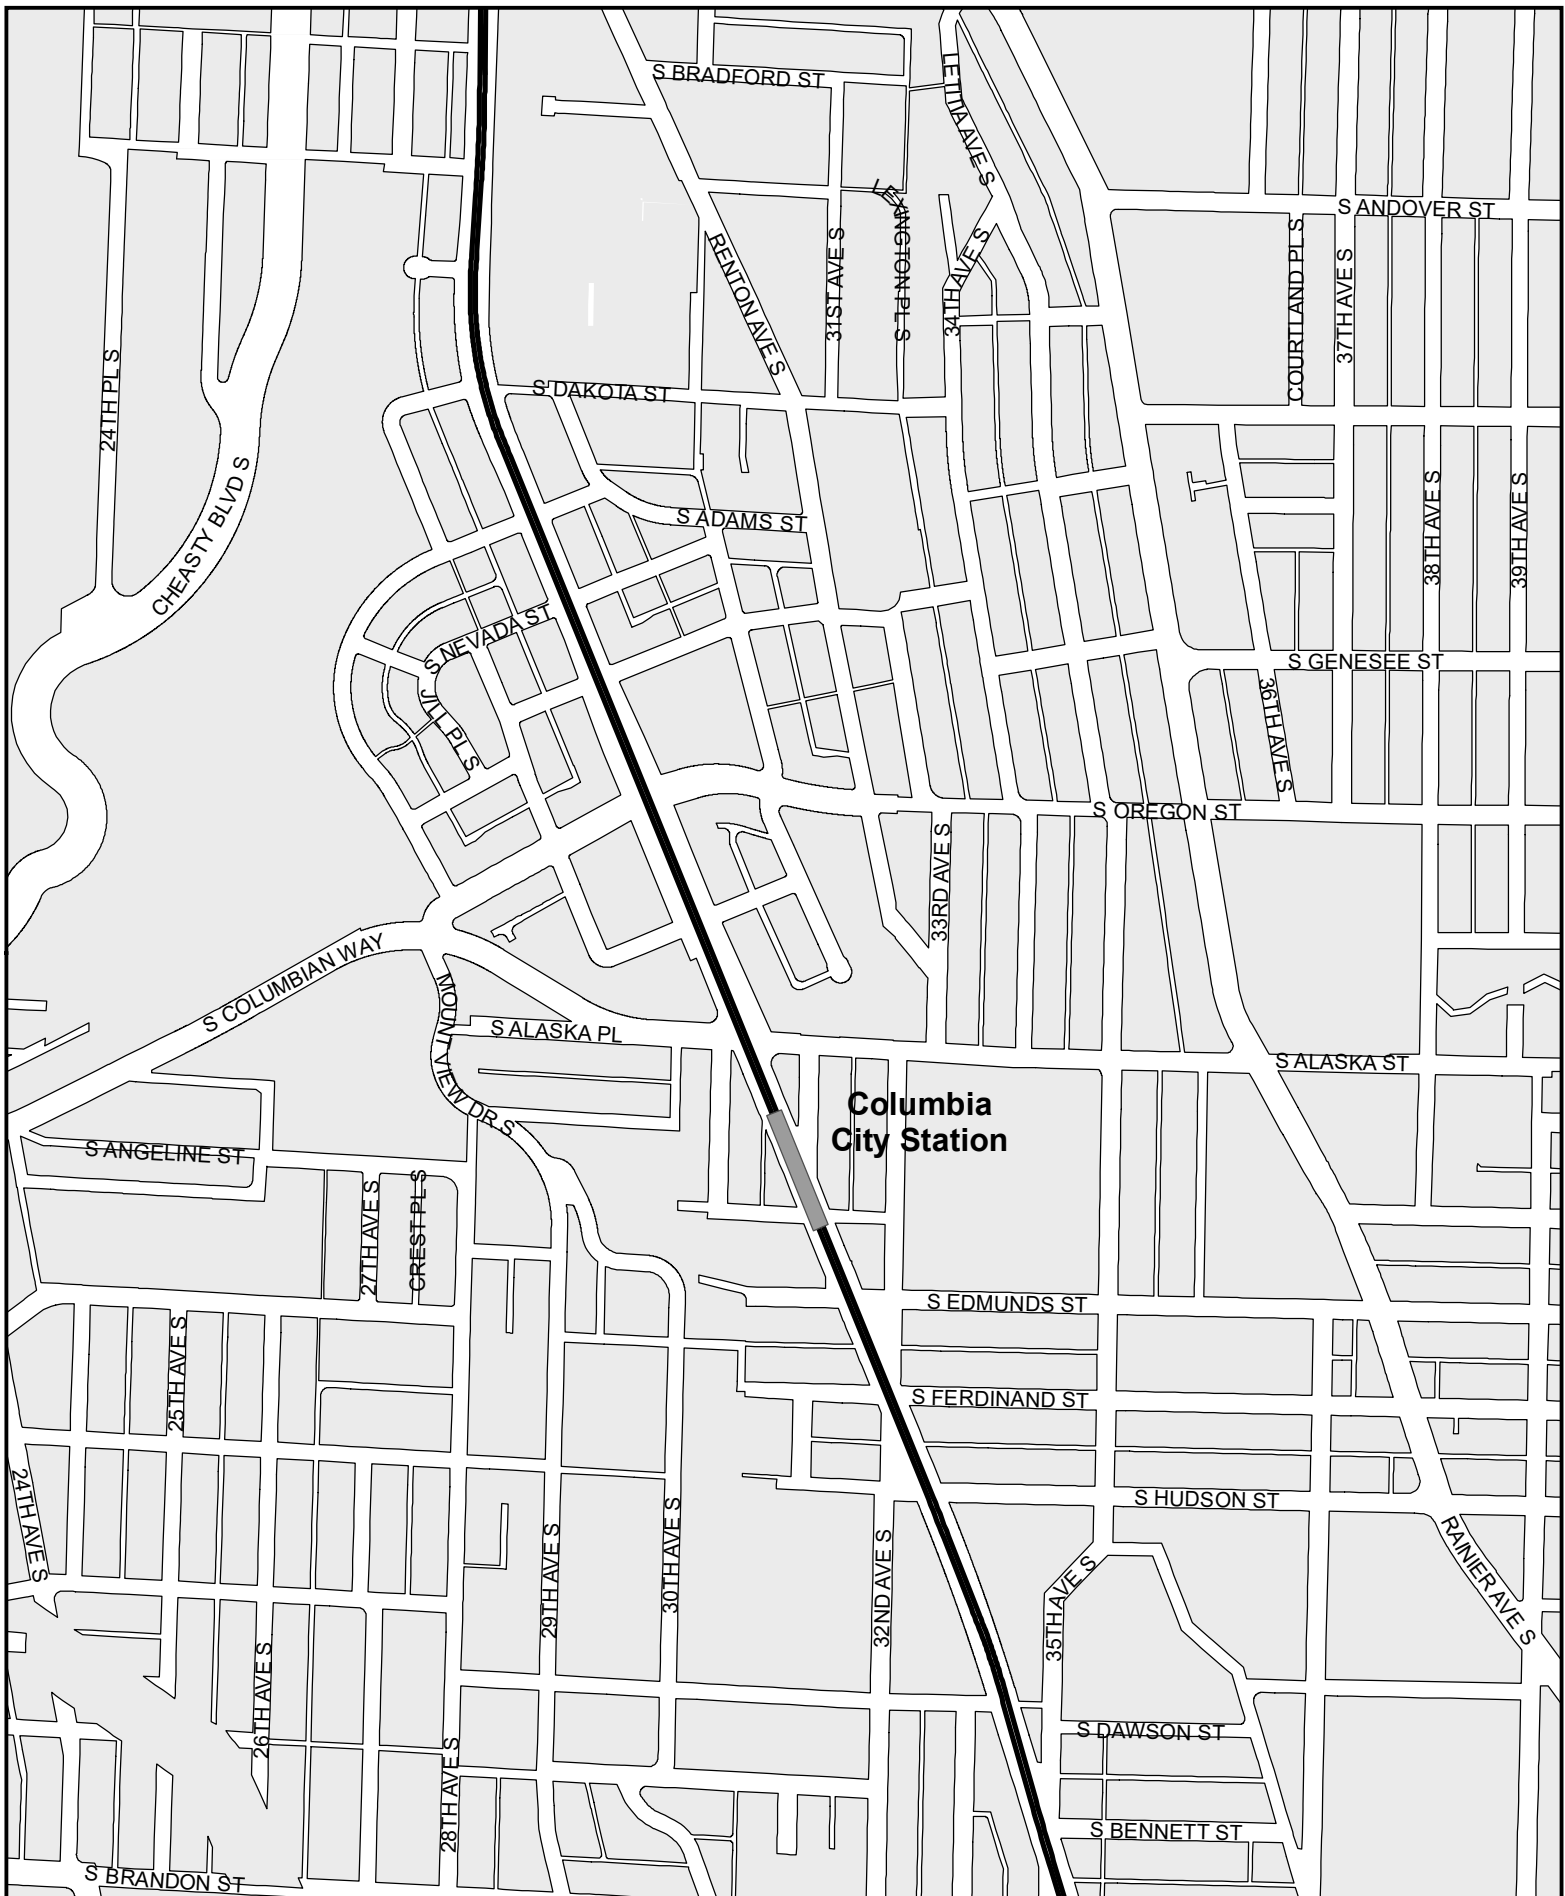 S BRADFORD ST
LETITIA AVE S
S ANDOVER ST
LEXINGTON PL S
RENTON AVE S
31ST AVE S
34TH AVE S
COURTLAND PL S
37TH AVE S
24TH PL S
S DAKOTA ST
CHEASTY BLVD S
S ADAMS ST
38TH AVE S
39TH AVE S
S NEVADA ST
S GENESEE ST
JILL PL S
36TH AVE S
S OREGON ST
33RD AVE S
S COLUMBIAN WAY
MOUNT VIEW DR S
S ALASKA PL
S ALASKA ST
Columbia
City Station
S ANGELINE ST
27TH AVE S
CREST PL S
S EDMUNDS ST
25TH AVE S
S FERDINAND ST
24TH AVE S
S HUDSON ST
RAINIER AVE S
29TH AVE S
30TH AVE S
32ND AVE S
35TH AVE S
26TH AVE S
S DAWSON ST
28TH AVE S
S BENNETT ST
S BRANDON ST